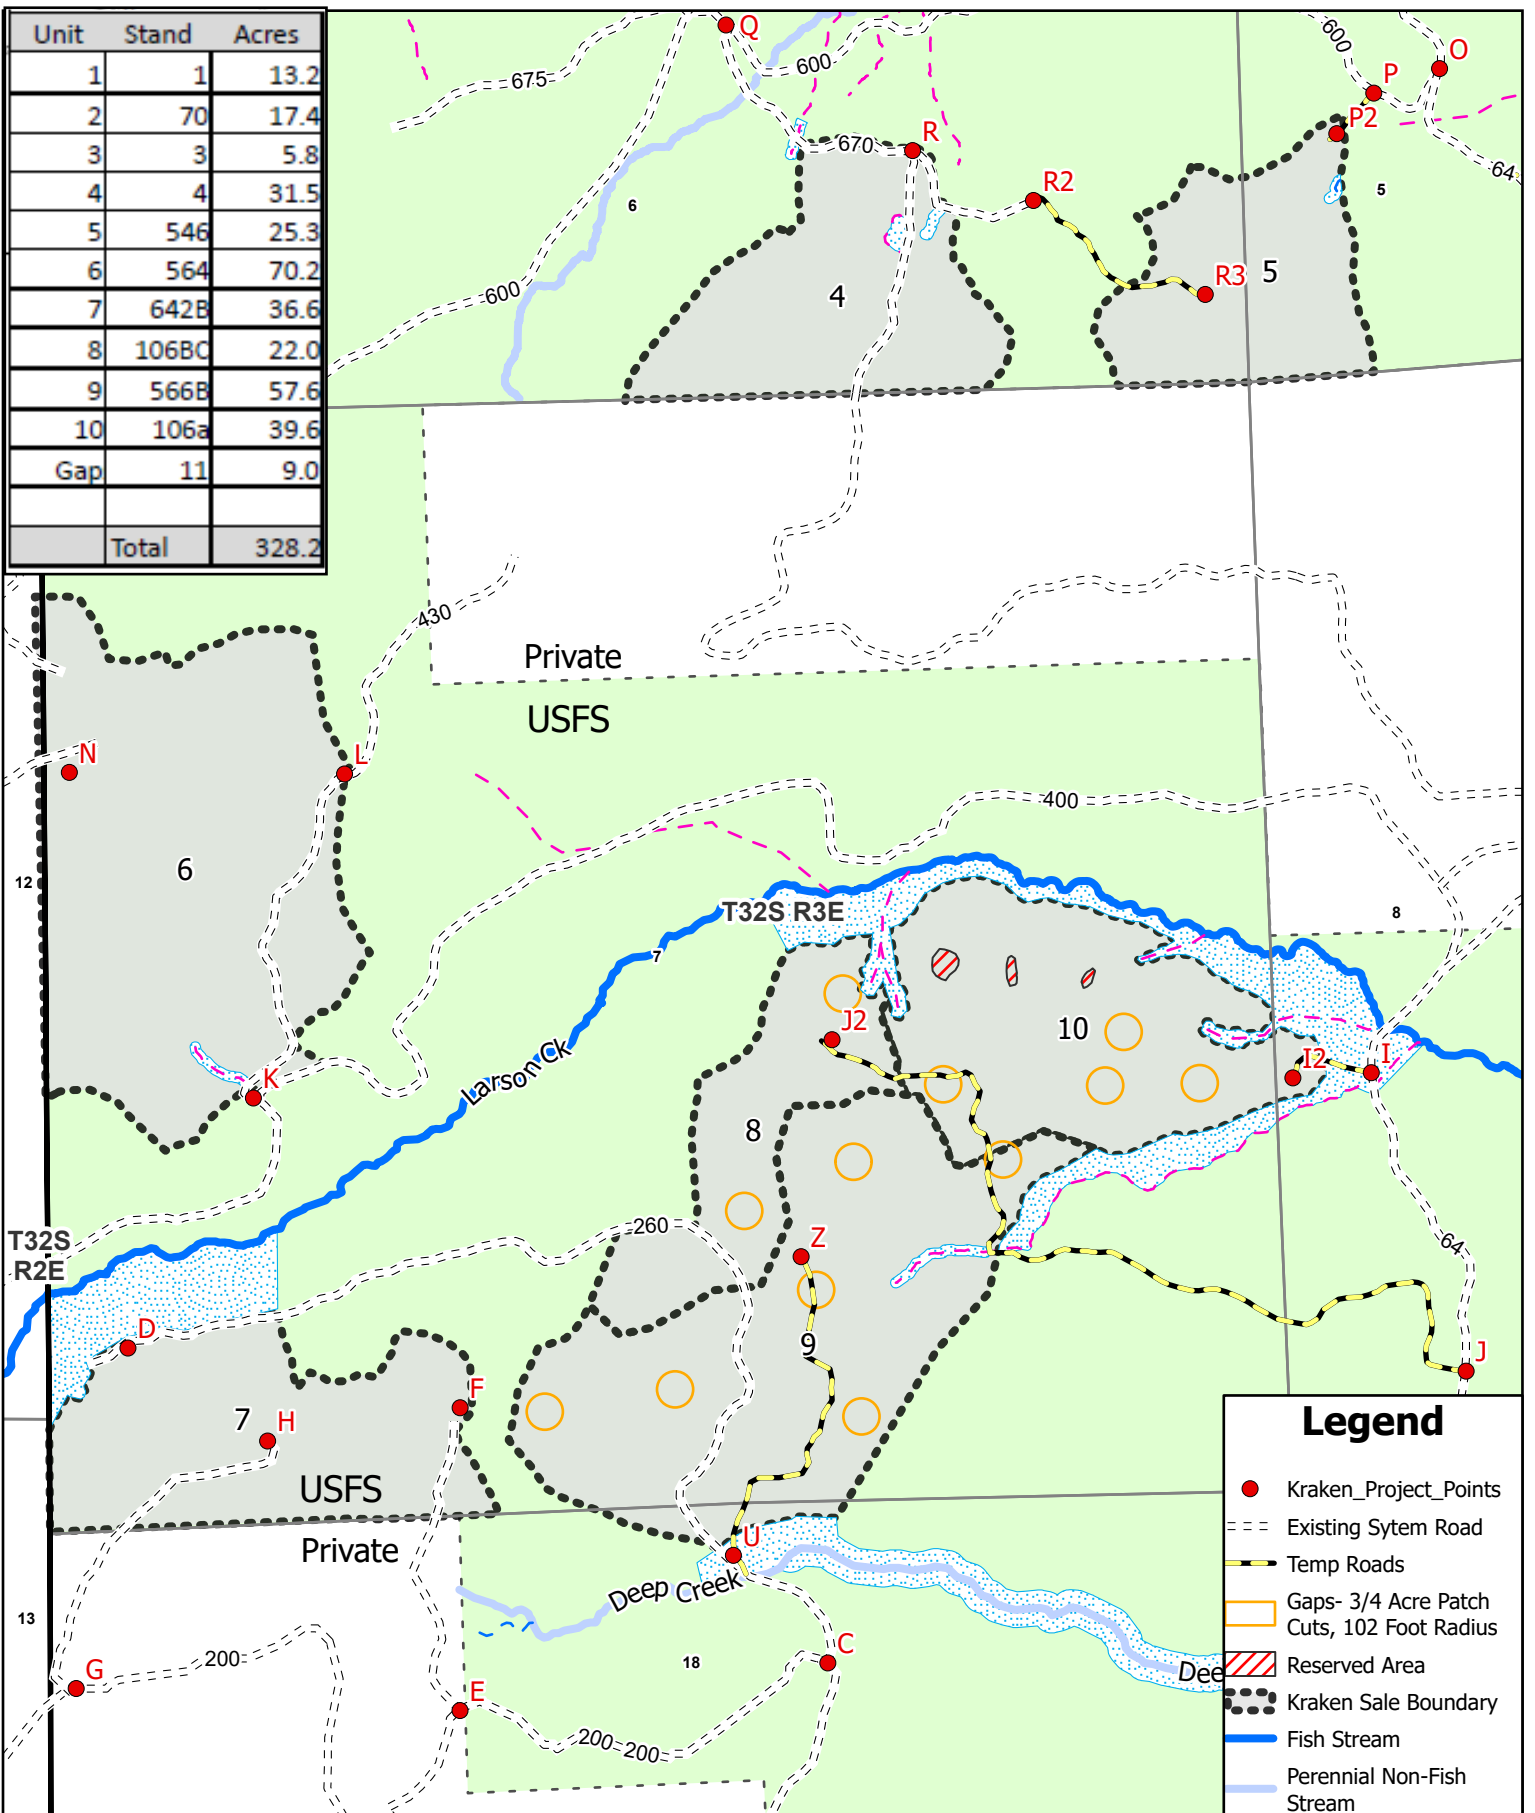 Unit Stand Acres
1 1 13.2
2 70 17.4
3 3 5.8
4 4 31.5
5 546 25.3
6 564 70.2
7 642B 36.6
8 106BC 22.0
9 566B 57.6
10 106a 39.6
Gap 11 9.0
Total 328.2
Q
O
600
600
675
P
P2
R
670
64
R2
5
6
R3
5
4
600
430
Private
USFS
N
L
400
6
12
T32S R3E
8
7
J2
10
I2
I
Larson Ck
K
8
260
Z
T32S
R2E
64
D
9
J
F
7
H
USFS
Private
U
Deep Creek
13
200
G
18
C
Dee
E
200
200
Legend
Kraken_Project_Points
Existing Sytem Road
Temp Roads
Gaps- 3/4 Acre Patch
Cuts, 102 Foot Radius
Reserved Area
Kraken Sale Boundary
Fish Stream
Perennial Non-Fish
Stream